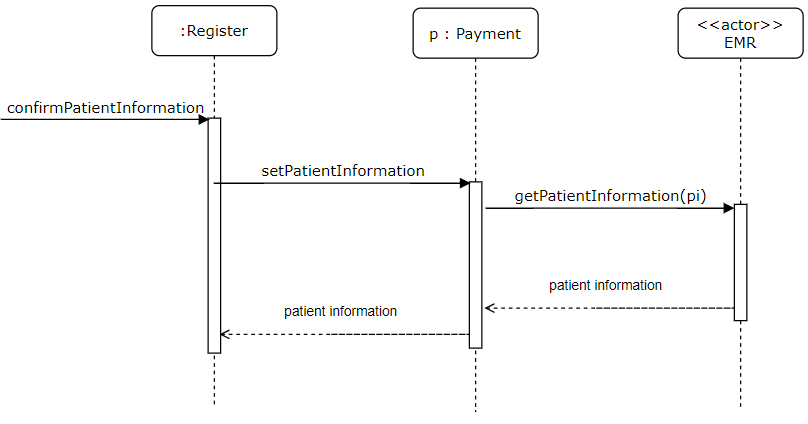 :Register
p : Payment
<<actor>>
EMR
confirmPatientInformation
setPatientInformation
getPatientInformation(pi)
patient information
patient information